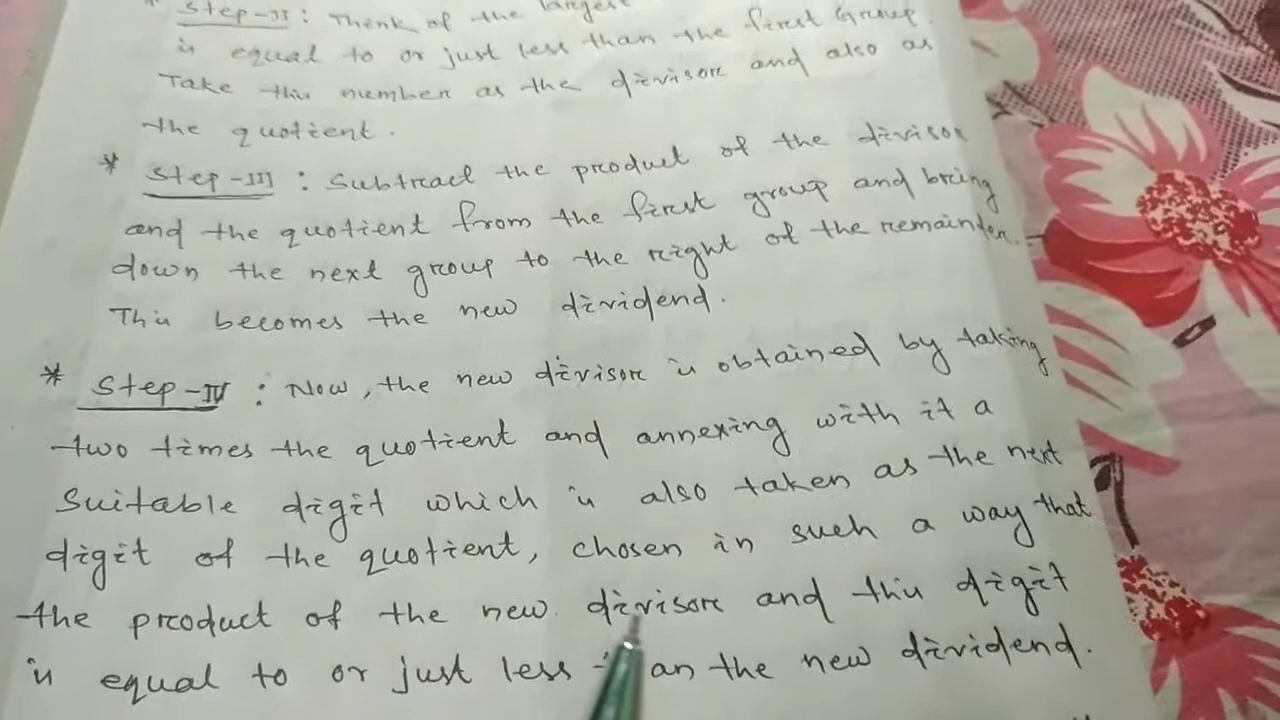 * Step-II : Think of the largest
is equal to or just less than the first Group.
Take this number as the divisor and also as
the quotient.
* Step-III : Subtract the product of the divisor
and the quotient from the first group and bring
down the next group to the right of the remainder.
This becomes the new dividend.
* Step-IV : Now, the new divisor is obtained by taking
two times the quotient and annexing with it a
suitable digit which is also taken as the next
digit of the quotient, chosen in such a way that
the product of the new divisor and this digit
is equal to or just less than the new dividend.